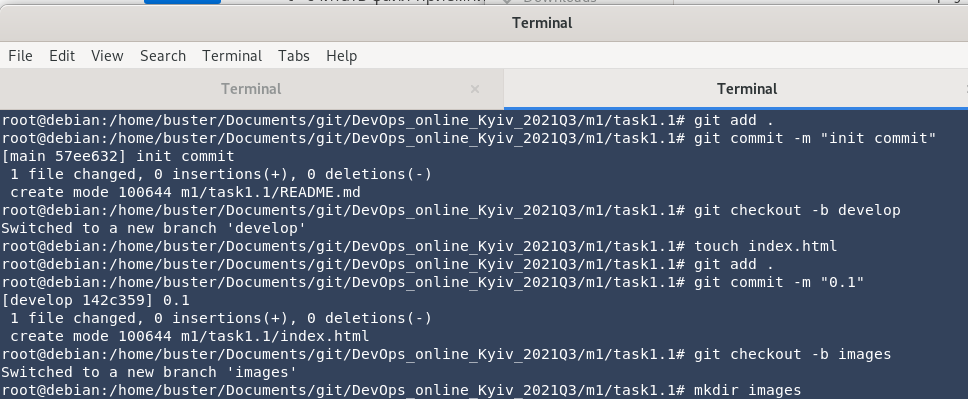 Downloads
Terminal
File Edit View Search Terminal Tabs Help
Terminal × Terminal
root@debian:/home/buster/Documents/git/DevOps_online_Kyiv_2021Q3/m1/task1.1# git add .
root@debian:/home/buster/Documents/git/DevOps_online_Kyiv_2021Q3/m1/task1.1# git commit -m "init commit"
[main 57ee632] init commit
 1 file changed, 0 insertions(+), 0 deletions(-)
 create mode 100644 m1/task1.1/README.md
root@debian:/home/buster/Documents/git/DevOps_online_Kyiv_2021Q3/m1/task1.1# git checkout -b develop
Switched to a new branch 'develop'
root@debian:/home/buster/Documents/git/DevOps_online_Kyiv_2021Q3/m1/task1.1# touch index.html
root@debian:/home/buster/Documents/git/DevOps_online_Kyiv_2021Q3/m1/task1.1# git add .
root@debian:/home/buster/Documents/git/DevOps_online_Kyiv_2021Q3/m1/task1.1# git commit -m "0.1"
[develop 142c359] 0.1
 1 file changed, 0 insertions(+), 0 deletions(-)
 create mode 100644 m1/task1.1/index.html
root@debian:/home/buster/Documents/git/DevOps_online_Kyiv_2021Q3/m1/task1.1# git checkout -b images
Switched to a new branch 'images'
root@debian:/home/buster/Documents/git/DevOps_online_Kyiv_2021Q3/m1/task1.1# mkdir images